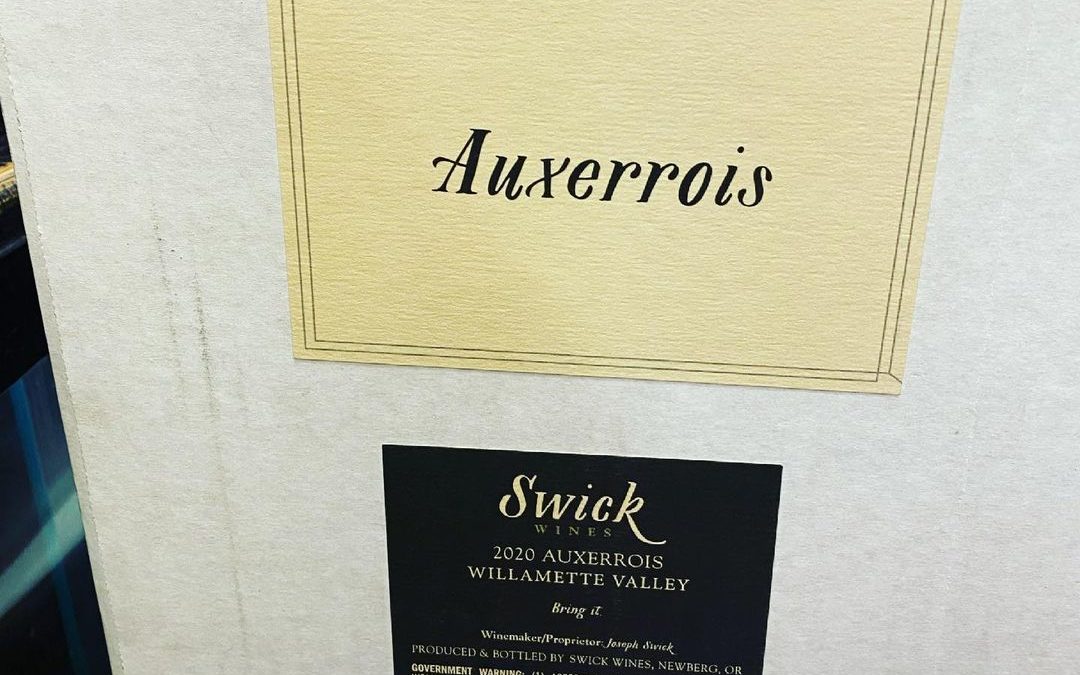 Auxerrois
Swick
WINES
2020 AUXERROIS
WILLAMETTE VALLEY
Bring it.
Winemaker/Proprietor: Joseph Swick
PRODUCED & BOTTLED BY SWICK WINES, NEWBERG, OR
GOVERNMENT WARNING: (1)